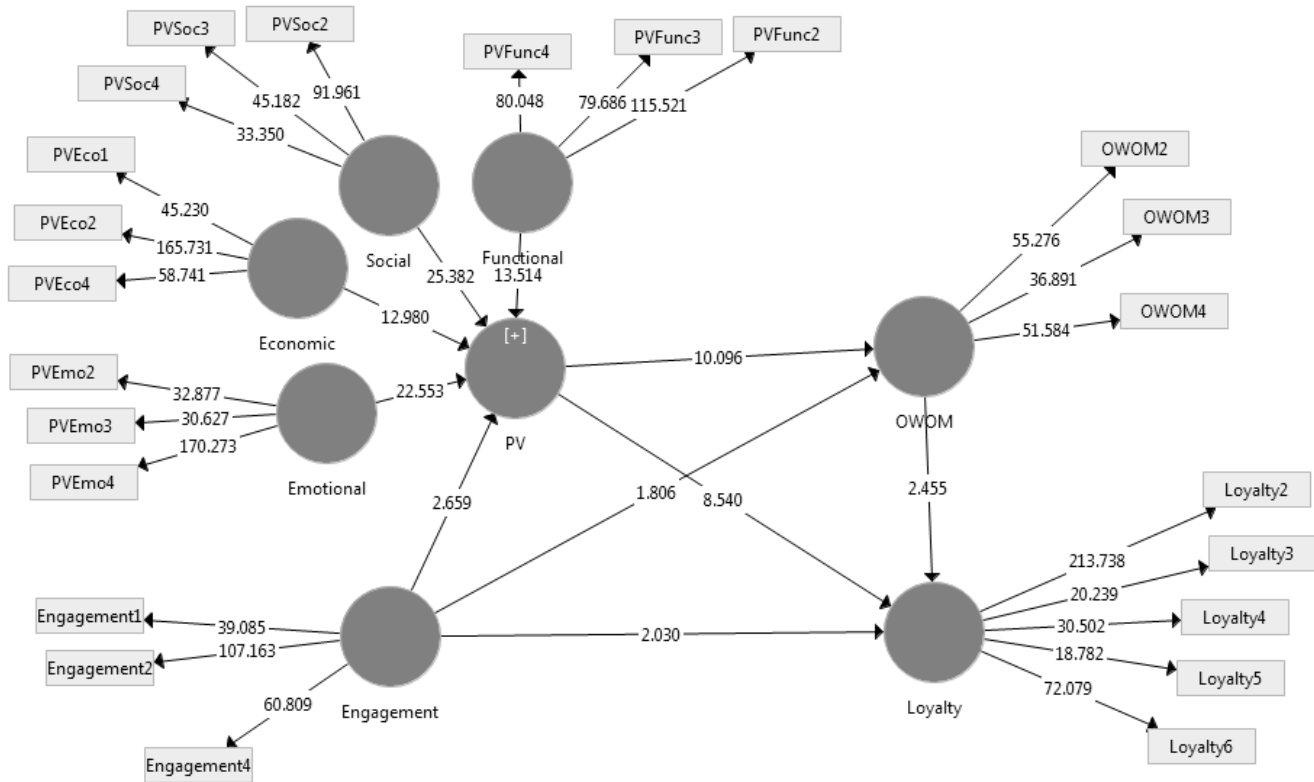 PVSoc3
PVSoc2
PVSoc4
45.182
91.961
33.350
PVFunc4
PVFunc3
PVFunc2
80.048
79.686
115.521
PVEco1
PVEco2
PVEco4
45.230
165.731
58.741
Social
25.382
Functional
13.514
Economic
12.980
[+]
PV
PVEmo2
PVEmo3
PVEmo4
32.877
30.627
170.273
Emotional
22.553
10.096
OWOM2
OWOM3
OWOM4
55.276
36.891
51.584
OWOM
2.659
1.806
8.540
2.455
Engagement1
Engagement2
Engagement4
39.085
107.163
60.809
Engagement
2.030
Loyalty
213.738
20.239
30.502
18.782
72.079
Loyalty2
Loyalty3
Loyalty4
Loyalty5
Loyalty6